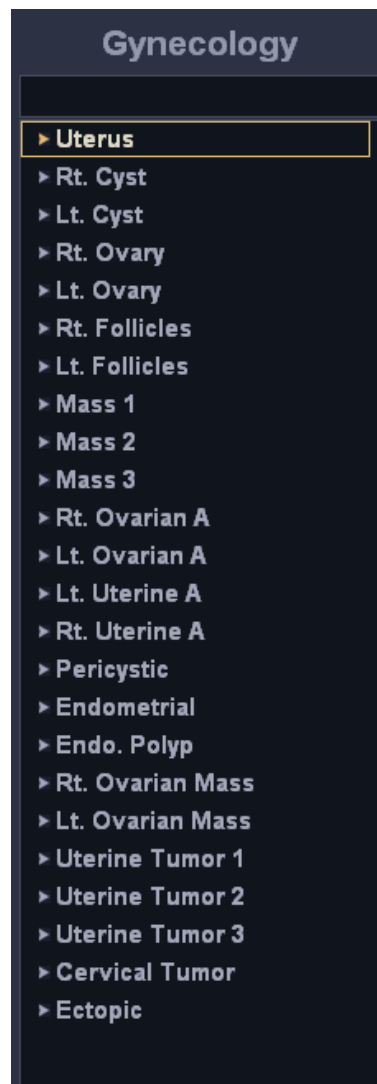 Gynecology
Uterus
Rt. Cyst
Lt. Cyst
Rt. Ovary
Lt. Ovary
Rt. Follicles
Lt. Follicles
Mass 1
Mass 2
Mass 3
Rt. Ovarian A
Lt. Ovarian A
Lt. Uterine A
Rt. Uterine A
Pericystic
Endometrial
Endo. Polyp
Rt. Ovarian Mass
Lt. Ovarian Mass
Uterine Tumor 1
Uterine Tumor 2
Uterine Tumor 3
Cervical Tumor
Ectopic